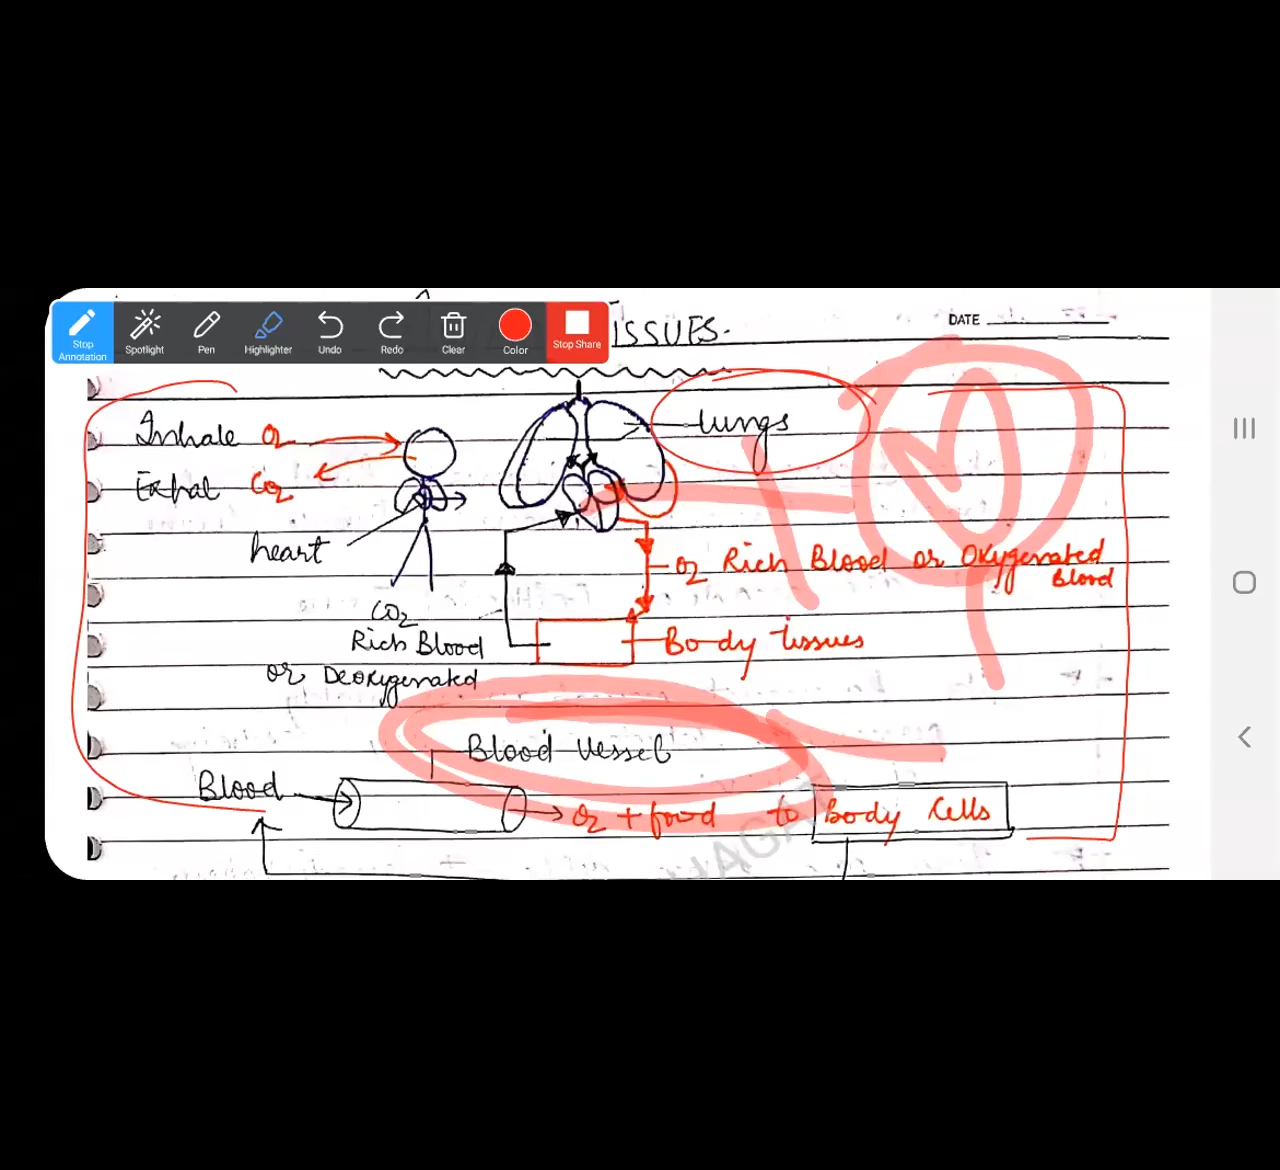 ISSUES.
DATE
Stop Annotation
Spotlight
Pen
Highlighter
Undo
Redo
Clear
Color
Stop Share
Inhale O2
lungs
Exhal CO2
heart
O2 Rich Blood or Oxygenated Blood
CO2
Rich Blood
or Deoxygenated
Body tissues
Blood Vessel
Blood
O2 + food to Body Cells